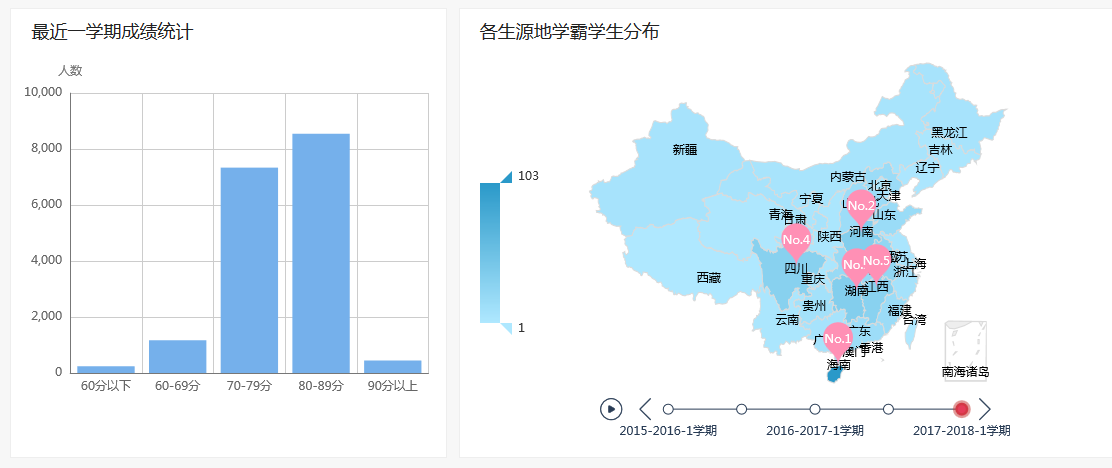 最近一学期成绩统计
人数
10,000
8,000
6,000
4,000
2,000
0
60分以下
60-69分
70-79分
80-89分
90分以上
各生源地学霸学生分布
103
1
黑龙江
吉林
辽宁
新疆
内蒙古
北京
天津
宁夏
No.2
山东
青海
甘肃
河南
陕西
No.4
No.5
上海
四川
浙江
西藏
重庆
湖南
江西
贵州
福建
云南
台湾
广东
No.1
香港
澳门
海南
南海诸岛
2015-2016-1学期
2016-2017-1学期
2017-2018-1学期